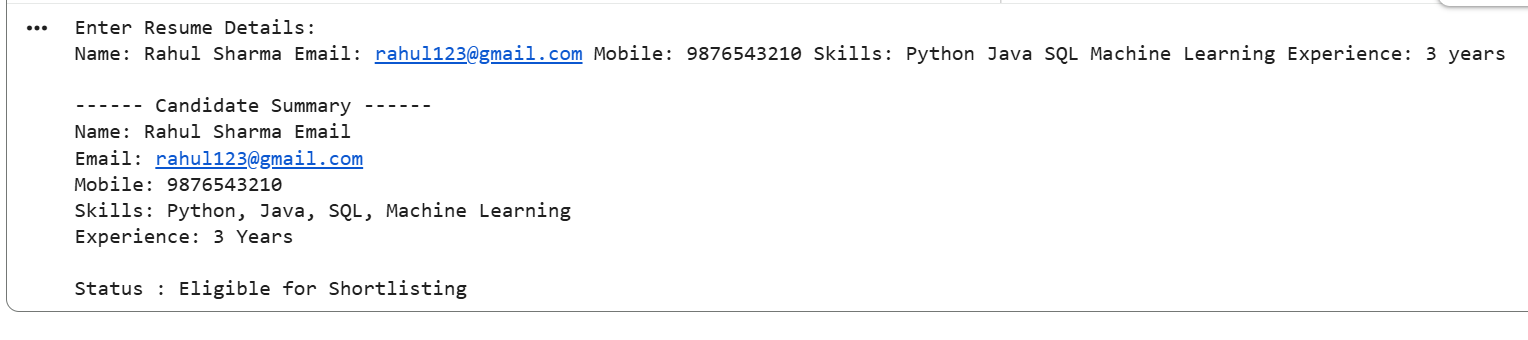 Enter Resume Details:
Name: Rahul Sharma Email: rahul123@gmail.com Mobile: 9876543210 Skills: Python Java SQL Machine Learning Experience: 3 years
------ Candidate Summary ------
Name: Rahul Sharma Email
Email: rahul123@gmail.com
Mobile: 9876543210
Skills: Python, Java, SQL, Machine Learning
Experience: 3 Years
Status : Eligible for Shortlisting